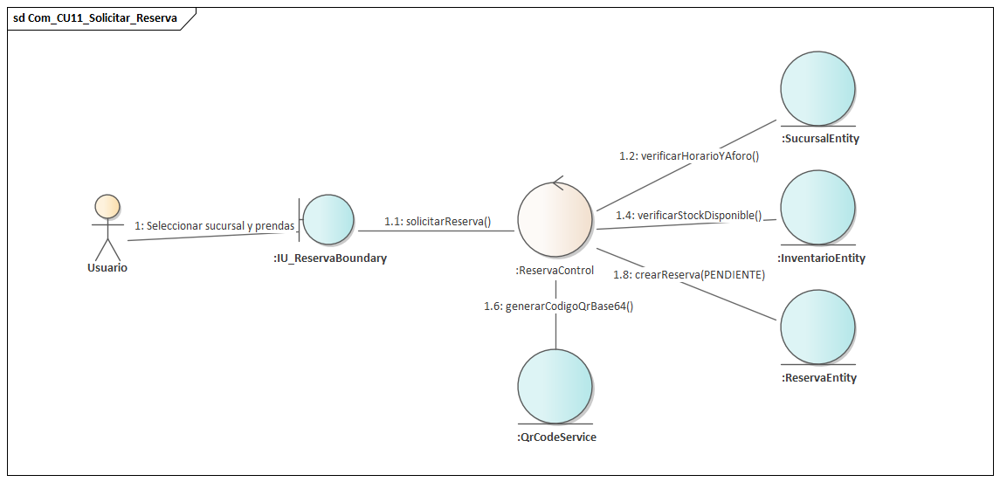 sd Com_CU11_Solicitar_Reserva
:SucursalEntity
1.2: verificarHorarioYAforo()
1: Seleccionar sucursal y prendas
1.1: solicitarReserva()
1.4: verificarStockDisponible()
Usuario
:IU_ReservaBoundary
:ReservaControl
:InventarioEntity
1.8: crearReserva(PENDIENTE)
1.6: generarCodigoQrBase64()
:ReservaEntity
:QrCodeService